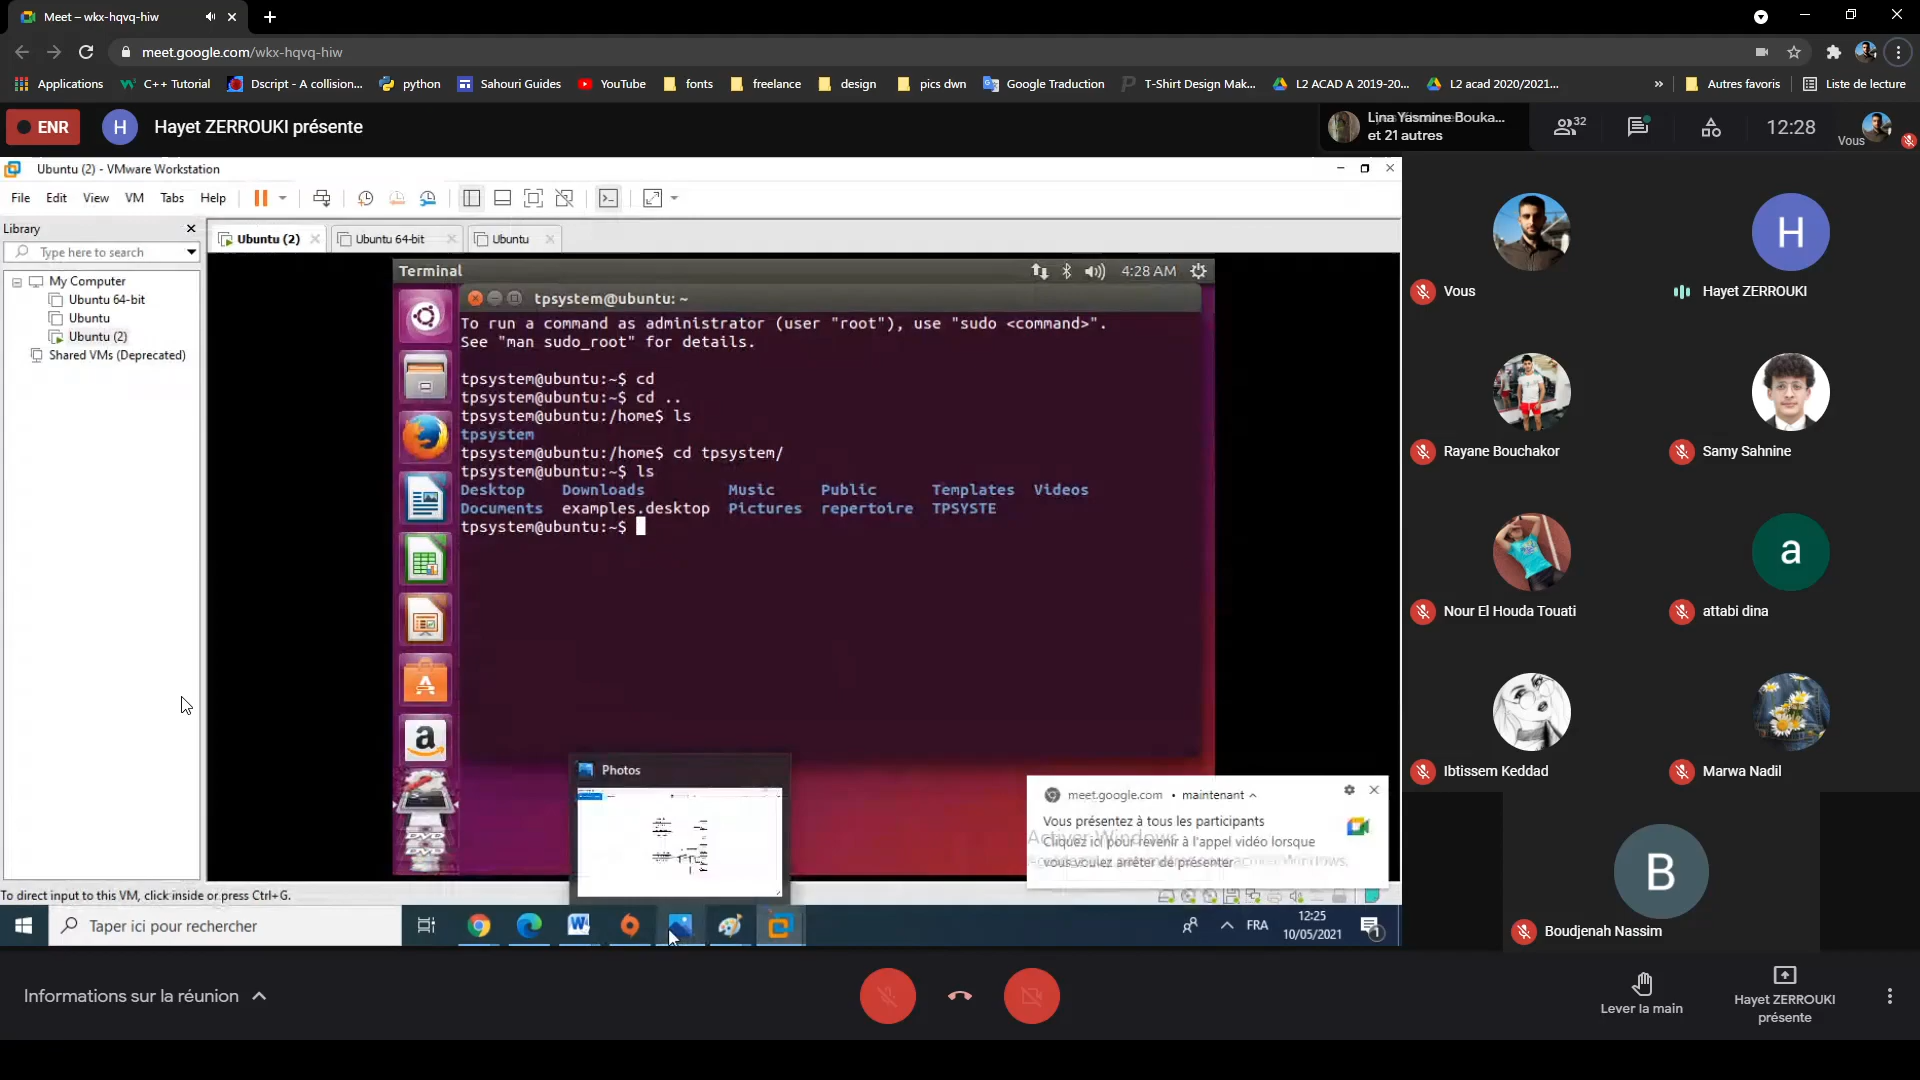 Meet – wkx-hqvq-hiw
meet.google.com/wkx-hqvq-hiw
Applications
C++ Tutorial
Dscript - A collision...
python
Sahouri Guides
YouTube
fonts
freelance
design
pics dwn
Google Traduction
T-Shirt Design Mak...
L2 ACAD A 2019-20...
L2 acad 2020/2021...
»
Autres favoris
Liste de lecture
ENR
H
Hayet ZERROUKI présente
Lina Yasmine Bouka...
et 21 autres
32
12:28
Vous
Ubuntu (2) - VMware Workstation
File Edit View VM Tabs Help
Library
Type here to search
My Computer
Ubuntu 64-bit
Ubuntu
Ubuntu (2)
Shared VMs (Deprecated)
Ubuntu (2)
Ubuntu 64-bit
Ubuntu
Terminal
4:28 AM
tpsystem@ubuntu: ~
To run a command as administrator (user "root"), use "sudo <command>".
See "man sudo_root" for details.
tpsystem@ubuntu:~$ cd
tpsystem@ubuntu:~$ cd ..
tpsystem@ubuntu:/home$ ls
tpsystem
tpsystem@ubuntu:/home$ cd tpsystem/
tpsystem@ubuntu:~$ ls
Desktop Downloads Music Public Templates Videos
Documents examples.desktop Pictures repertoire TPSYSTE
tpsystem@ubuntu:~$
Photos
meet.google.com • maintenant
Vous présentez à tous les participants
Cliquez ici pour revenir à l'appel vidéo lorsque
vous voulez arrêter de présenter
Activer Windows
To direct input to this VM, click inside or press Ctrl+G.
Taper ici pour rechercher
FRA
12:25
10/05/2021
1
Vous
H
Hayet ZERROUKI
Rayane Bouchakor
Samy Sahnine
Nour El Houda Touati
a
attabi dina
Ibtissem Keddad
Marwa Nadil
B
Boudjenah Nassim
Informations sur la réunion
Lever la main
Hayet ZERROUKI
présente